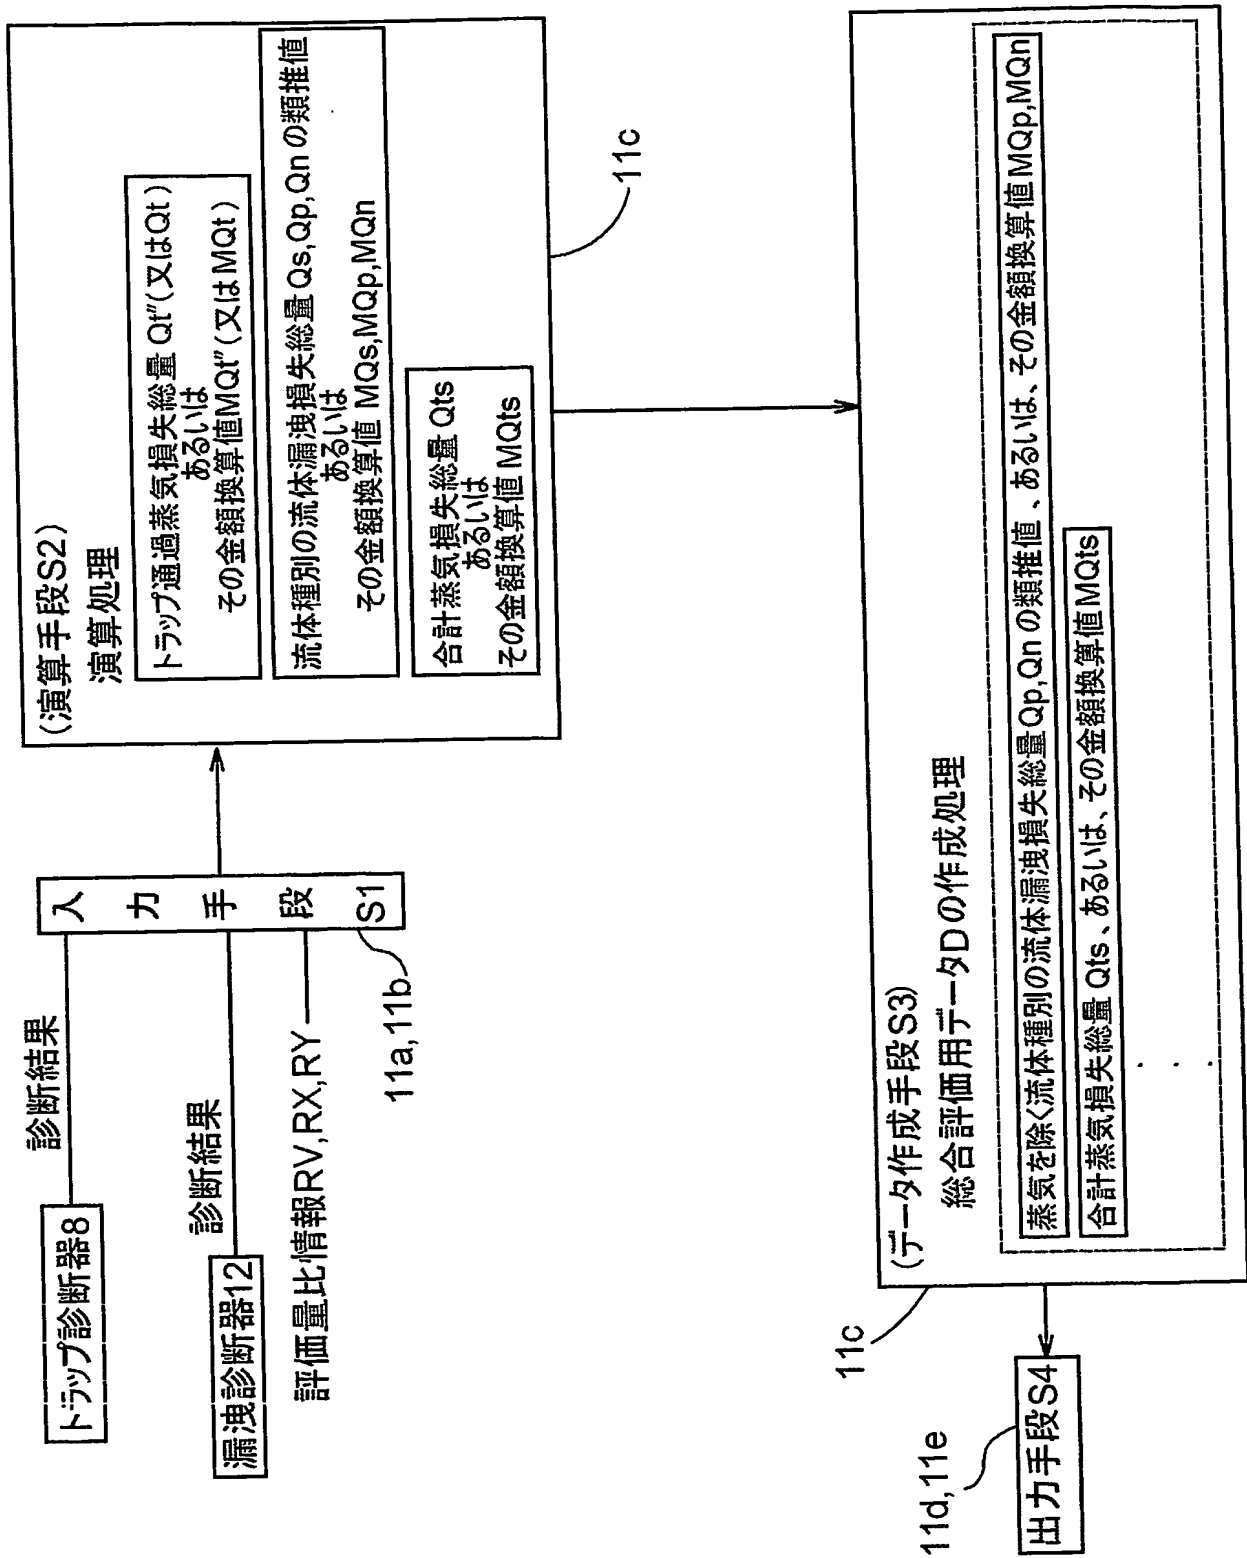 トラップ診断器8
診断結果
漏洩診断器12
診断結果
評価量比情報RV,RX,RY
入力手段S1
11a,11b
(演算手段S2)
演算処理
トラップ通過蒸気損失総量 Qt"(又はQt)
あるいは
その金額換算値MQt"(又はMQt)
流体種別の流体漏洩損失総量 Qs,Qp,Qn の類推値
あるいは
その金額換算値 MQs,MQp,MQn
合計蒸気損失総量 Qts
あるいは
その金額換算値 MQts
11c
(データ作成手段S3)
総合評価用データDの作成処理
蒸気を除く流体種別の流体漏洩損失総量Qp,Qn の類推値、あるいは、その金額換算値 MQp,MQn
合計蒸気損失総量 Qts、あるいは、その金額換算値 MQts
・・・
11c
出力手段S4
11d,11e